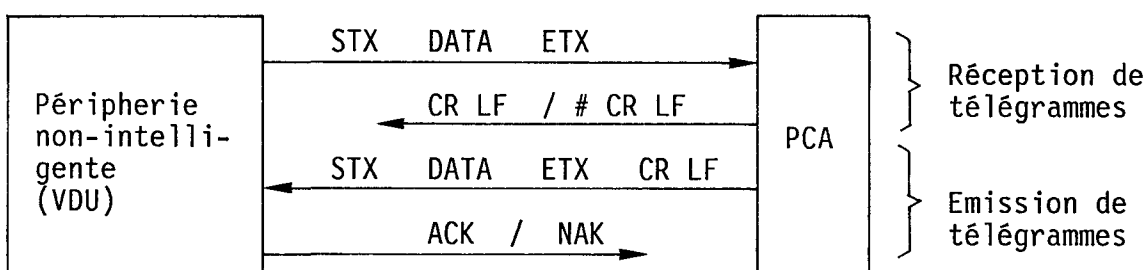 STX DATA ETX
CR LF / # CR LF
STX DATA ETX CR LF
ACK / NAK
Péripherie
non-intelli-
gente
(VDU)
PCA
Réception de
télégrammes
Emission de
télégrammes